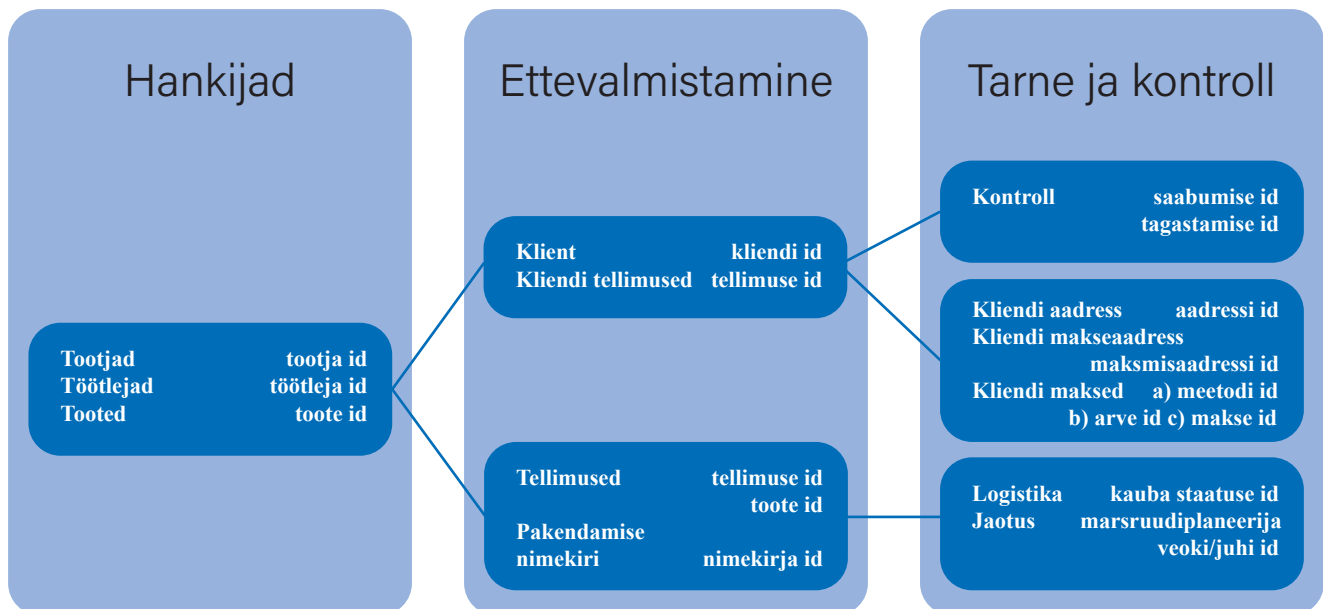 Hankijad
Tootjad tootja id
Töötlejad töötleja id
Tooted toote id
Ettevalmistamine
Klient kliendi id
Kliendi tellimused tellimuse id
Tellimused tellimuse id
toote id
Pakendamise
nimekiri nimekirja id
Tarne ja kontroll
Kontroll saabumise id
tagastamise id
Kliendi aadress aadressi id
Kliendi makseaadress
maksmisaadressi id
Kliendi maksed a) meetodi id
b) arve id c) makse id
Logistika kauba staatuse id
Jaotus marsruudiplaneerija
veoki/juhi id